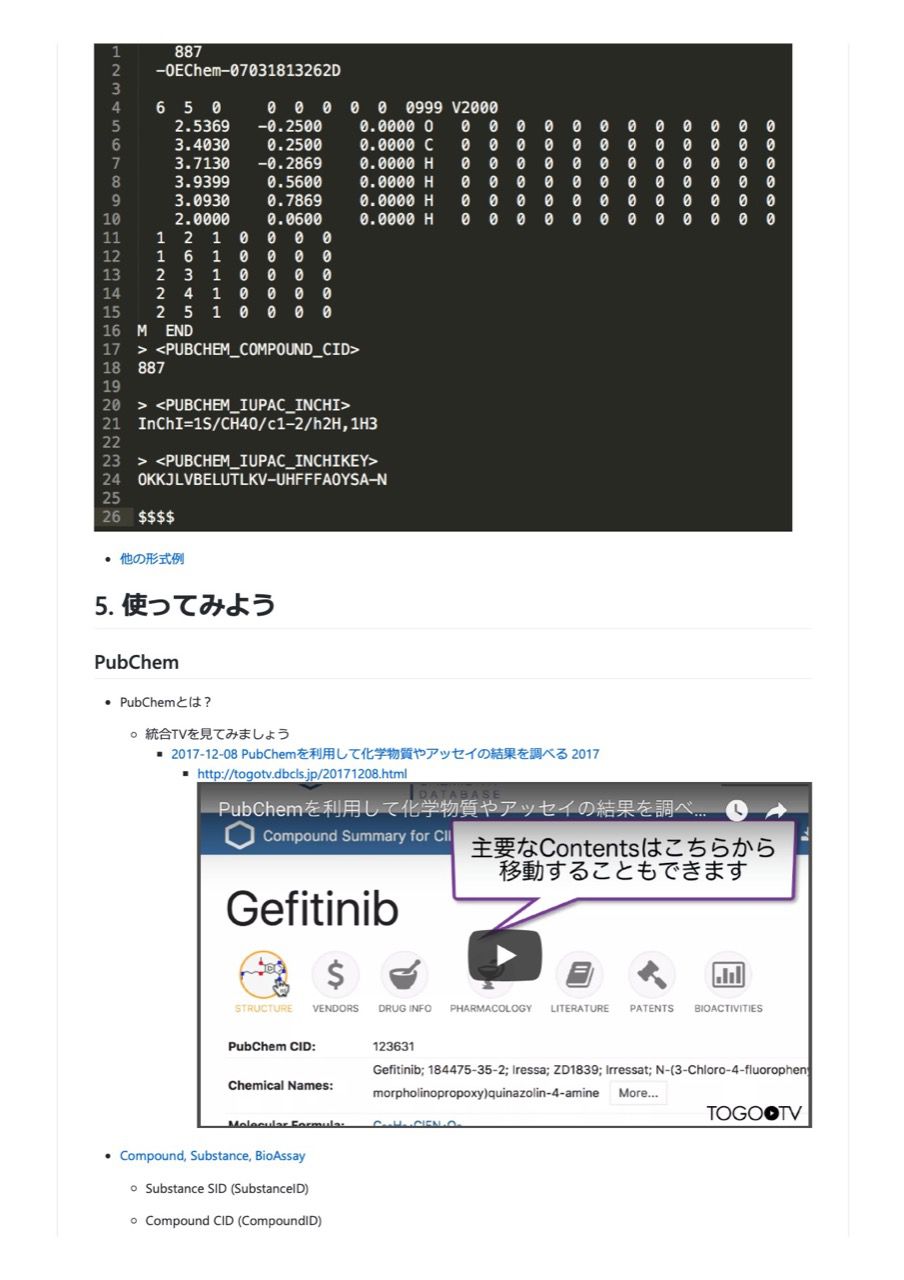 1 887
2 -OEChem-07031813262D
3
4 6 5 0 0 0 0 0 0 0999 V2000
5 2.5369 -0.2500 0.0000 O 0 0 0 0 0 0 0 0 0 0 0 0
6 3.4030 0.2500 0.0000 C 0 0 0 0 0 0 0 0 0 0 0 0
7 3.7130 -0.2869 0.0000 H 0 0 0 0 0 0 0 0 0 0 0 0
8 3.9399 0.5600 0.0000 H 0 0 0 0 0 0 0 0 0 0 0 0
9 3.0930 0.7869 0.0000 H 0 0 0 0 0 0 0 0 0 0 0 0
10 2.0000 0.0600 0.0000 H 0 0 0 0 0 0 0 0 0 0 0 0
11 1 2 1 0 0 0 0
12 1 6 1 0 0 0 0
13 2 3 1 0 0 0 0
14 2 4 1 0 0 0 0
15 2 5 1 0 0 0 0
16 M END
17 > <PUBCHEM_COMPOUND_CID>
18 887
19
20 > <PUBCHEM_IUPAC_INCHI>
21 InChI=1S/CH4O/c1-2/h2H,1H3
22
23 > <PUBCHEM_IUPAC_INCHIKEY>
24 OKKJLVBELUTLKV-UHFFFAOYSA-N
25
26 $$$$
• 他の形式例
5. 使ってみよう
PubChem
• PubChemとは？
統合TVを見てみましょう
2017-12-08 PubChemを利用して化学物質やアッセイの結果を調べる 2017
http://togotv.dbcls.jp/20171208.html
DATABASE
PubChemを利用して化学物質やアッセイの結果を調べ...
Compound Summary for CI
主要なContentsはこちらから
移動することもできます
Gefitinib
STRUCTURE VENDORS DRUG INFO PHARMACOLOGY LITERATURE PATENTS BIOACTIVITIES
PubChem CID: 123631
Chemical Names: Gefitinib; 184475-35-2; Iressa; ZD1839; Irressat; N-(3-Chloro-4-fluoropheny
morpholinopropoxy)quinazolin-4-amine More...
Molecular Formula:
TOGOTV
• Compound, Substance, BioAssay
Substance SID (SubstanceID)
Compound CID (CompoundID)